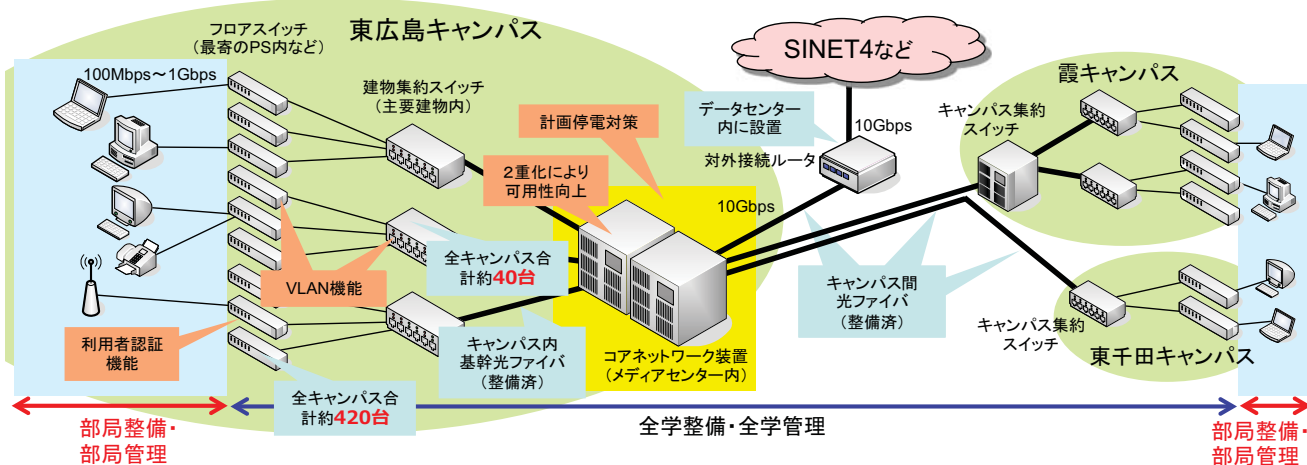 フロアスイッチ
(最寄のPS内など)
東広島キャンパス
SINET4など
100Mbps～1Gbps
建物集約スイッチ
(主要建物内)
計画停電対策
データセンター
内に設置
10Gbps
対外接続ルータ
霞キャンパス
キャンパス集約
スイッチ
2重化により
可用性向上
10Gbps
VLAN機能
全キャンパス合
計約40台
利用者認証
機能
キャンパス内
基幹光ファイバ
(整備済)
コアネットワーク装置
(メディアセンター内)
キャンパス間
光ファイバ
(整備済)
キャンパス集約
スイッチ
東千田キャンパス
全キャンパス合
計約420台
部局整備・
部局管理
全学整備・全学管理
部局整備・
部局管理